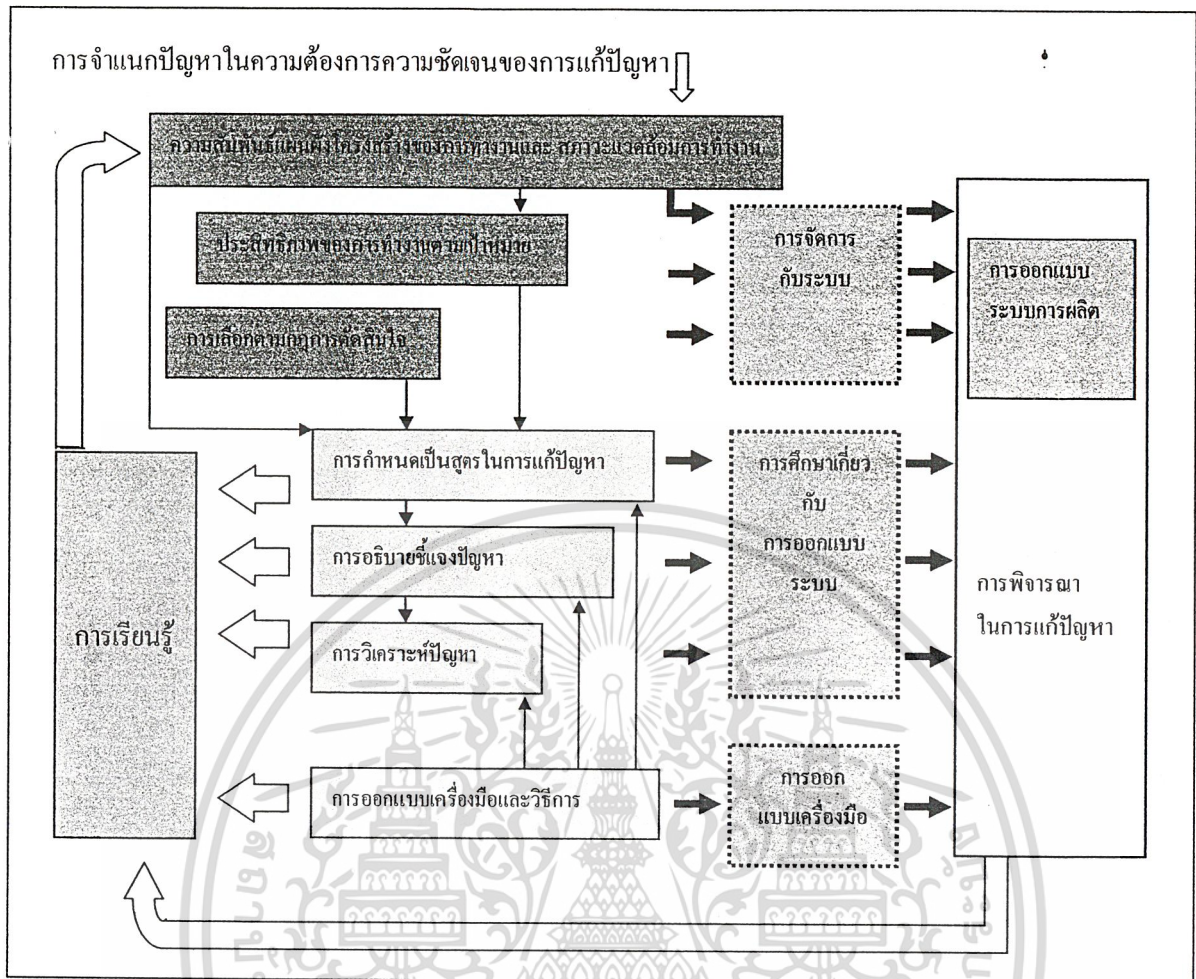 การจำแนกปัญหาในความต้องการความชัดเจนของการแก้ปัญหา
ความสัมพันธ์แผนผังโครงสร้างของการทำงานและ สภาวะแวดล้อมการทำงาน
ประสิทธิภาพของการทำงานตามเป้าหมาย
การเลือกตามกฎการตัดสินใจ
การจัดการ
กับระบบ
การออกแบบ
ระบบการผลิต
การกำหนดเป็นสูตรในการแก้ปัญหา
การอธิบายชี้แจงปัญหา
การวิเคราะห์ปัญหา
การเรียนรู้
การศึกษาเกี่ยว
กับ
การออกแบบ
ระบบ
การพิจารณา
ในการแก้ปัญหา
การออกแบบเครื่องมือและวิธีการ
การออก
แบบเครื่องมือ